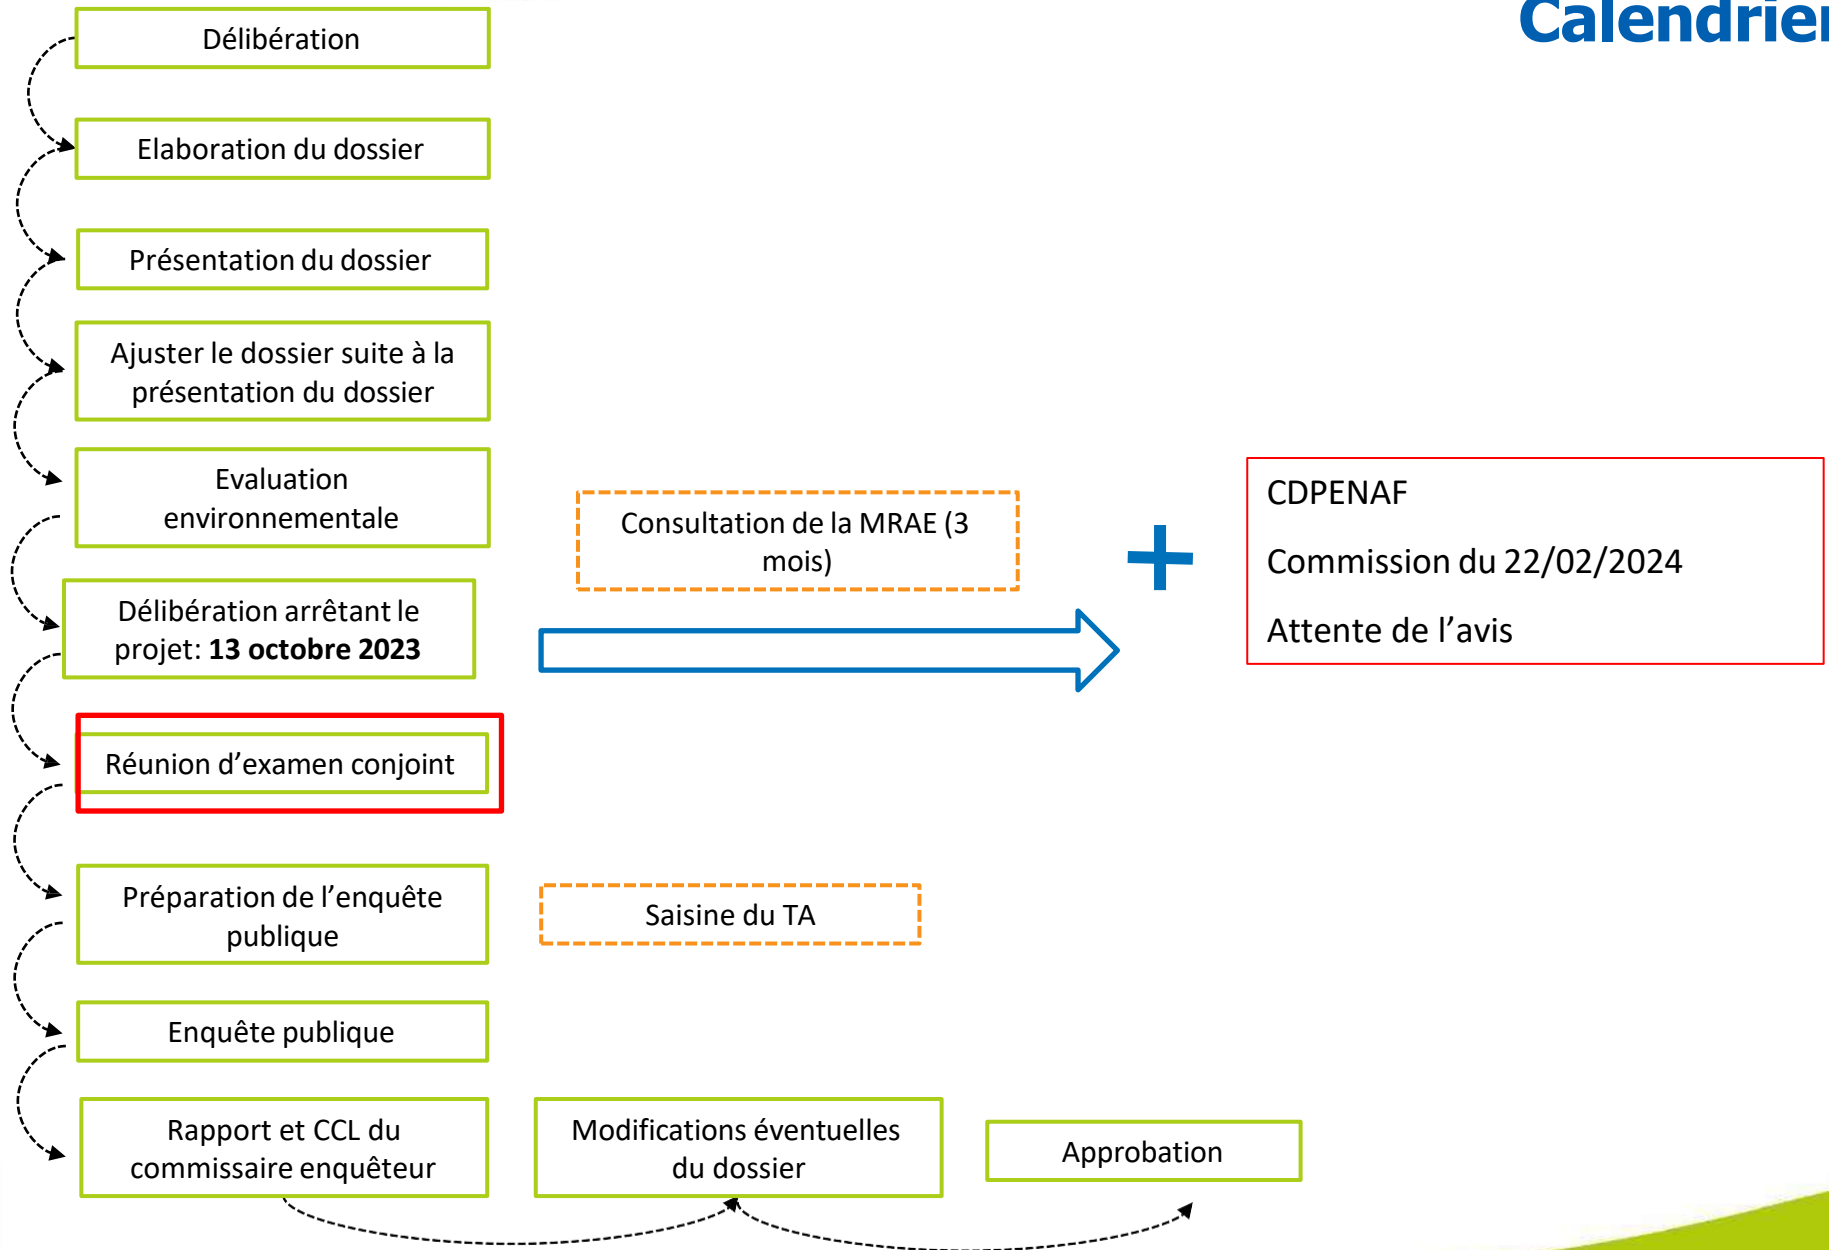 Calendrier
Délibération
Elaboration du dossier
Présentation du dossier
Ajuster le dossier suite à la
présentation du dossier
Evaluation
environnementale
Consultation de la MRAE (3
mois)
CDPENAF
Commission du 22/02/2024
Attente de l’avis
Délibération arrêtant le
projet: 13 octobre 2023
Réunion d’examen conjoint
Préparation de l’enquête
publique
Saisine du TA
Enquête publique
Rapport et CCL du
commissaire enquêteur
Modifications éventuelles
du dossier
Approbation